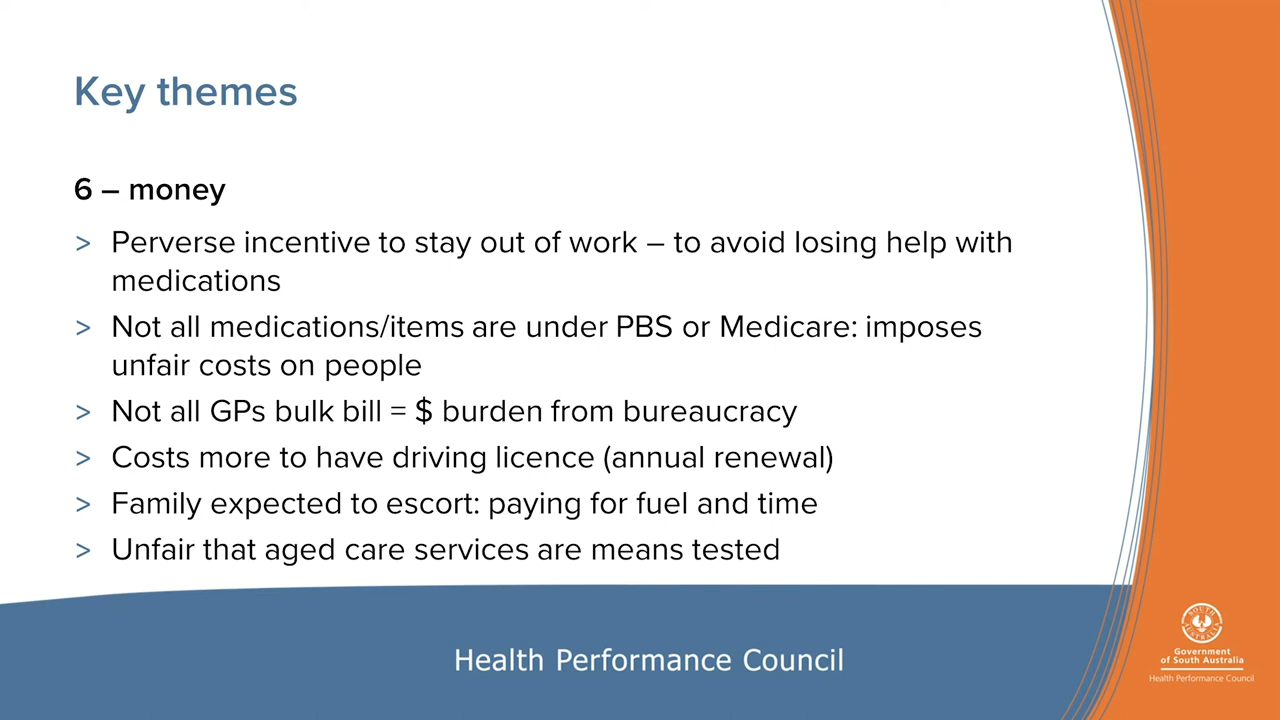 Key themes
6 – money
> Perverse incentive to stay out of work – to avoid losing help with
medications
> Not all medications/items are under PBS or Medicare: imposes
unfair costs on people
> Not all GPs bulk bill = $ burden from bureaucracy
> Costs more to have driving licence (annual renewal)
> Family expected to escort: paying for fuel and time
> Unfair that aged care services are means tested
Health Performance Council
SOUTH
AUSTRALIA
Government
of South Australia
Health Performance Council